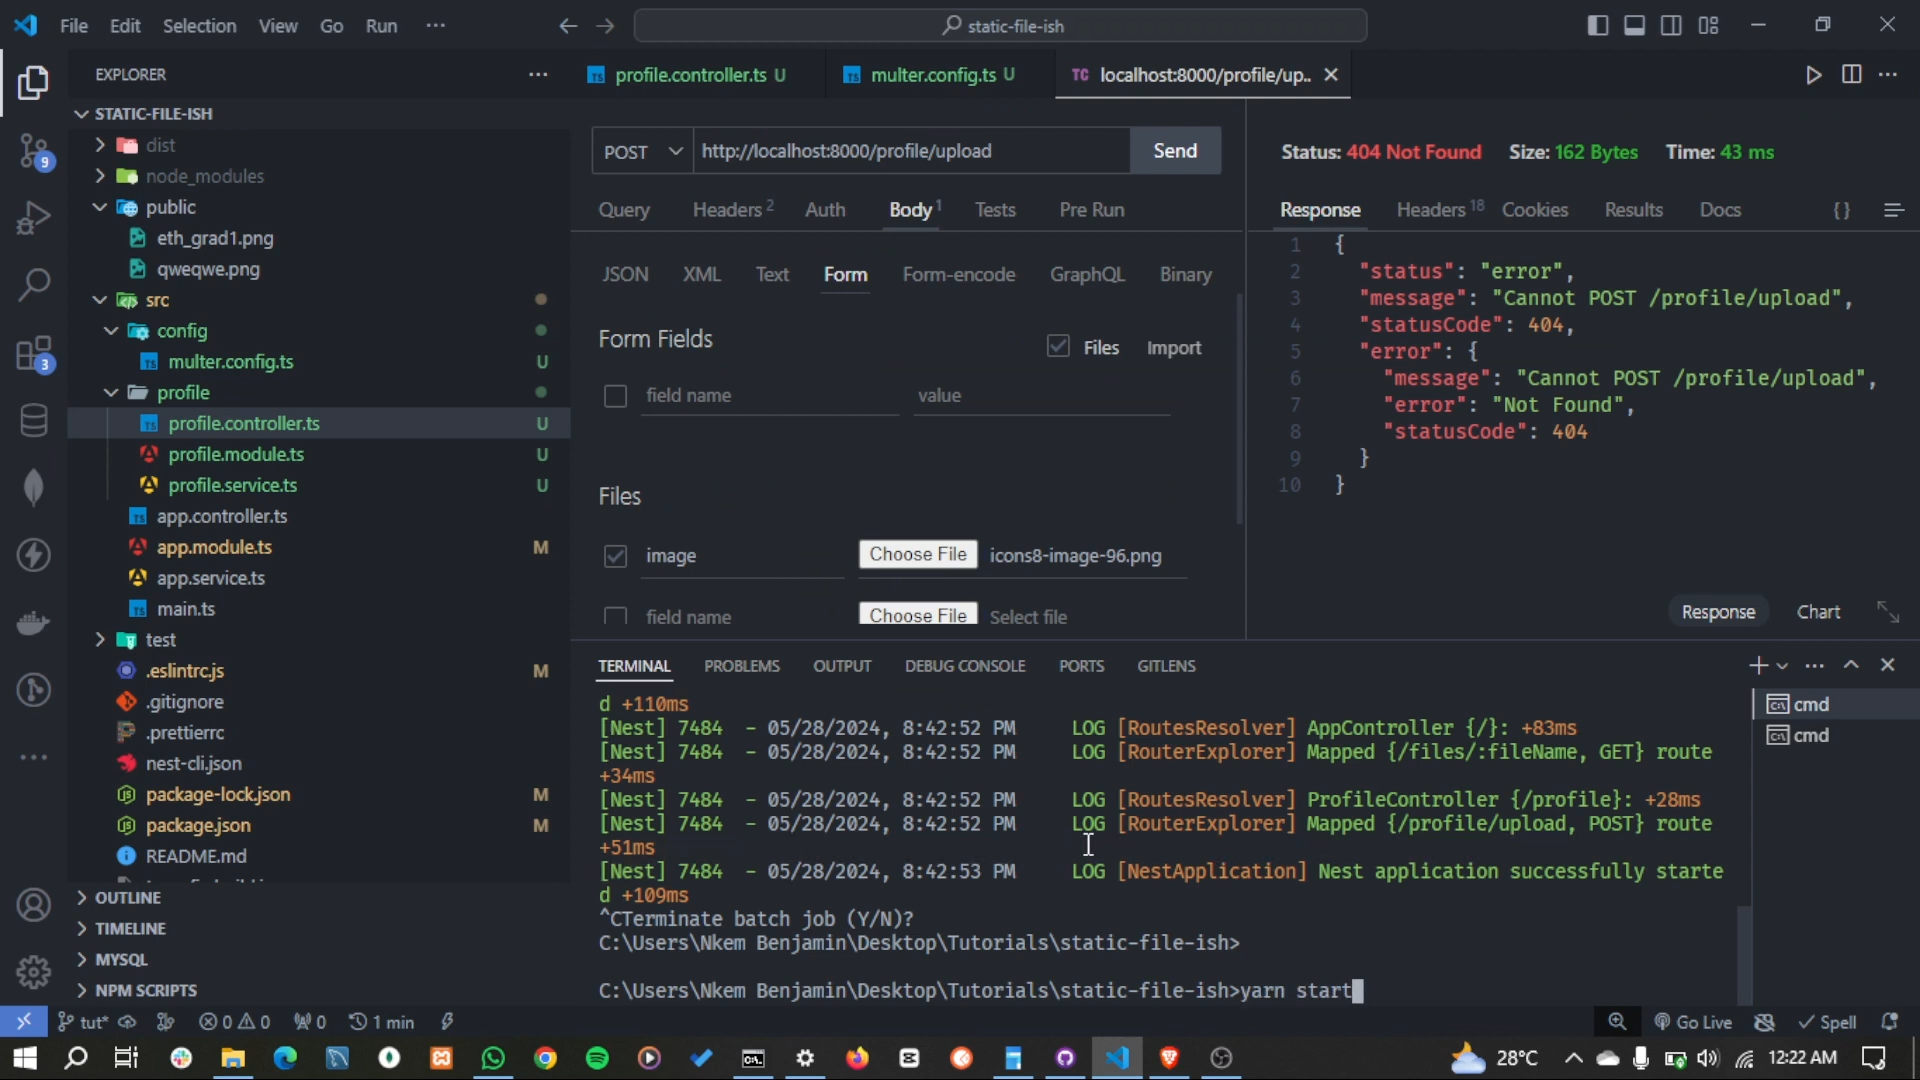 File Edit Selection View Go Run ···
static-file-ish
EXPLORER
STATIC-FILE-ISH
dist
node_modules
public
eth_grad1.png
qweqwe.png
src
config
multer.config.ts U
profile
profile.controller.ts U
profile.module.ts U
profile.service.ts U
app.controller.ts
app.module.ts M
app.service.ts
main.ts
test
.eslintrc.js M
.gitignore
.prettierrc
nest-cli.json
package-lock.json M
package.json M
README.md
OUTLINE
TIMELINE
MYSQL
NPM SCRIPTS
9
3
profile.controller.ts U
multer.config.ts U
TC localhost:8000/profile/up..
POST http://localhost:8000/profile/upload Send
Query Headers 2 Auth Body 1 Tests Pre Run
JSON XML Text Form Form-encode GraphQL Binary
Form Fields Files Import
field name value
Files
image Choose File icons8-image-96.png
field name Choose File Select file
Status: 404 Not Found Size: 162 Bytes Time: 43 ms
Response Headers 18 Cookies Results Docs { }
1 {
2 "status": "error",
3 "message": "Cannot POST /profile/upload",
4 "statusCode": 404,
5 "error": {
6 "message": "Cannot POST /profile/upload",
7 "error": "Not Found",
8 "statusCode": 404
9 }
10 }
Response Chart
TERMINAL PROBLEMS OUTPUT DEBUG CONSOLE PORTS GITLENS
d +110ms
[Nest] 7484 - 05/28/2024, 8:42:52 PM LOG [RoutesResolver] AppController {/}: +83ms
[Nest] 7484 - 05/28/2024, 8:42:52 PM LOG [RouterExplorer] Mapped {/files/:fileName, GET} route
+34ms
[Nest] 7484 - 05/28/2024, 8:42:52 PM LOG [RoutesResolver] ProfileController {/profile}: +28ms
[Nest] 7484 - 05/28/2024, 8:42:52 PM LOG [RouterExplorer] Mapped {/profile/upload, POST} route
+51ms
[Nest] 7484 - 05/28/2024, 8:42:53 PM LOG [NestApplication] Nest application successfully starte
d +109ms
^CTerminate batch job (Y/N)?
C:\Users\Nkem Benjamin\Desktop\Tutorials\static-file-ish>
C:\Users\Nkem Benjamin\Desktop\Tutorials\static-file-ish>yarn start
cmd
cmd
tut* 0 0 0 1 min Go Live Spell
28°C 12:22 AM